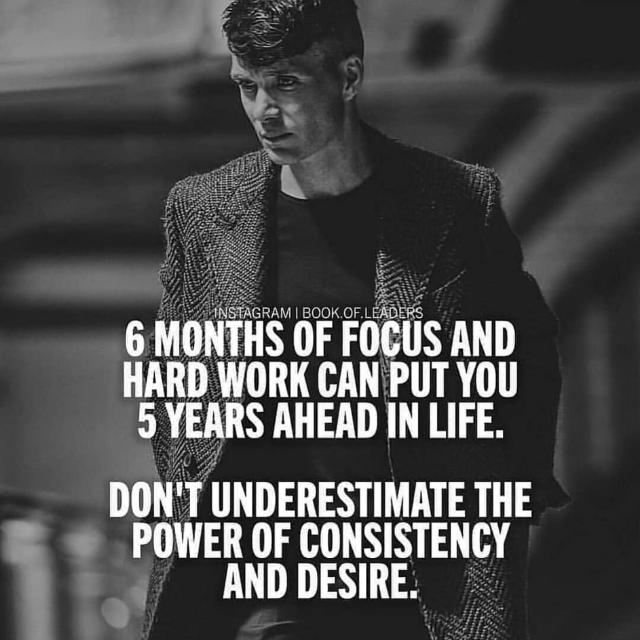 INSTAGRAM | BOOK.OF.LEADERS
6 MONTHS OF FOCUS AND
HARD WORK CAN PUT YOU
5 YEARS AHEAD IN LIFE.
DON'T UNDERESTIMATE THE
POWER OF CONSISTENCY
AND DESIRE.